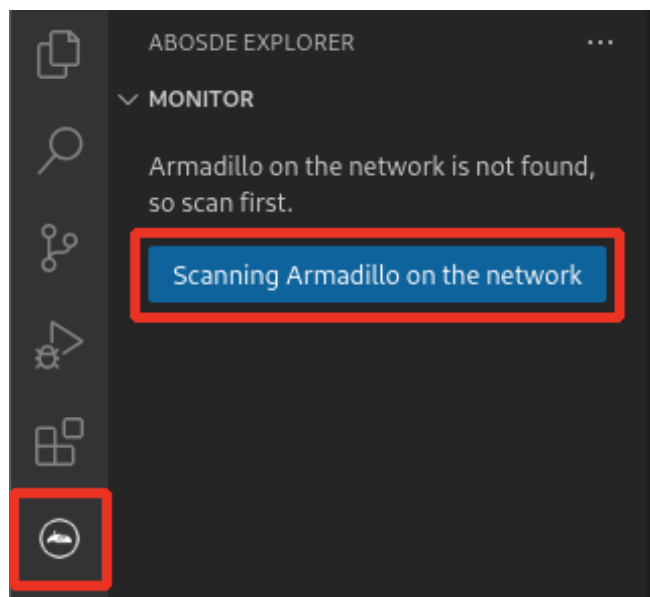 ABOSDE EXPLORER
MONITOR
Armadillo on the network is not found,
so scan first.
Scanning Armadillo on the network